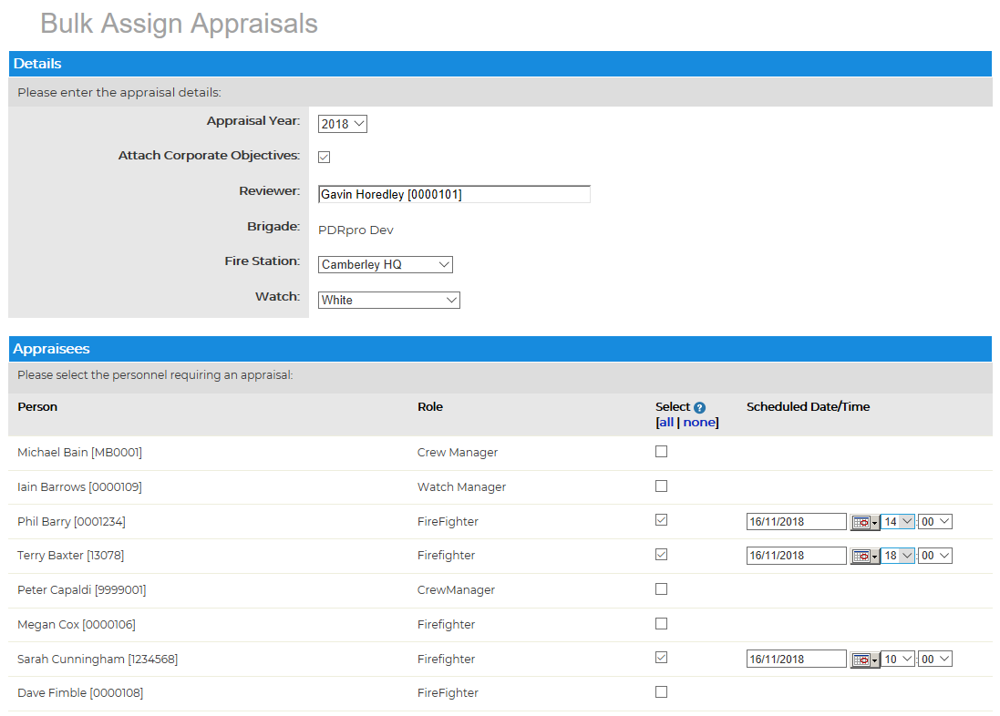 Bulk Assign Appraisals
Details
Please enter the appraisal details:
Appraisal Year: 2018
Attach Corporate Objectives:
Reviewer: Gavin Horedley [0000101]
Brigade: PDRpro Dev
Fire Station: Camberley HQ
Watch: White
Appraisees
Please select the personnel requiring an appraisal:
Person Role Select ? Scheduled Date/Time
[all | none]
Michael Bain [MB0001] Crew Manager
Iain Barrows [0000109] Watch Manager
Phil Barry [0001234] FireFighter 16/11/2018 14 : 00
Terry Baxter [13078] Firefighter 16/11/2018 18 : 00
Peter Capaldi [9999001] CrewManager
Megan Cox [0000106] Firefighter
Sarah Cunningham [1234568] Firefighter 16/11/2018 10 : 00
Dave Fimble [0000108] FireFighter